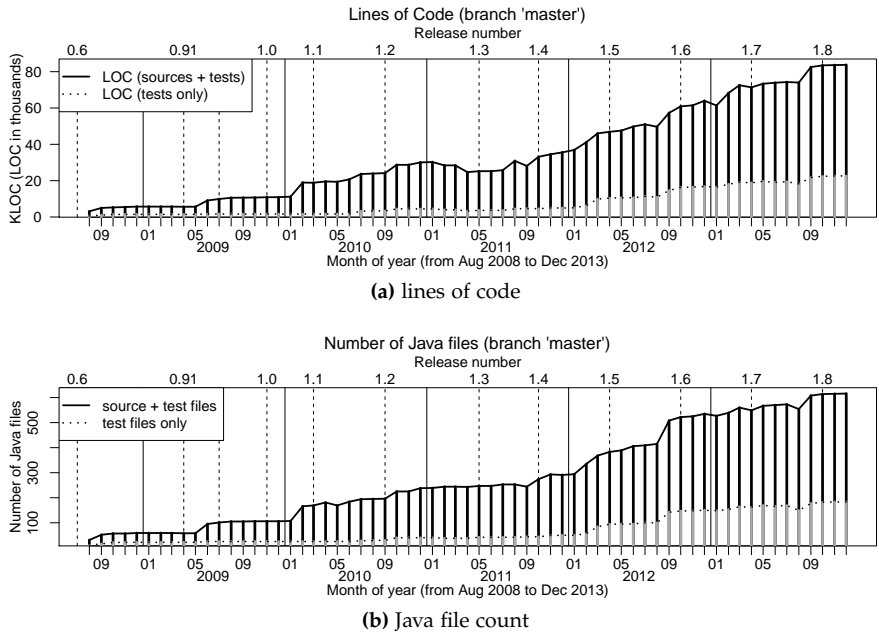 Lines of Code (branch 'master')
Release number
0.6 0.91 1.0 1.1 1.2 1.3 1.4 1.5 1.6 1.7 1.8
KLOC (LOC in thousands)
80
60
40
20
0
LOC (sources + tests)
LOC (tests only)
09 01 05 09 01 05 09 01 05 09 01 05 09 01 05 09
2009 2010 2011 2012
Month of year (from Aug 2008 to Dec 2013)
(a) lines of code
Number of Java files (branch 'master')
Release number
0.6 0.91 1.0 1.1 1.2 1.3 1.4 1.5 1.6 1.7 1.8
Number of Java files
500
300
100
source + test files
test files only
09 01 05 09 01 05 09 01 05 09 01 05 09 01 05 09
2009 2010 2011 2012
Month of year (from Aug 2008 to Dec 2013)
(b) Java file count